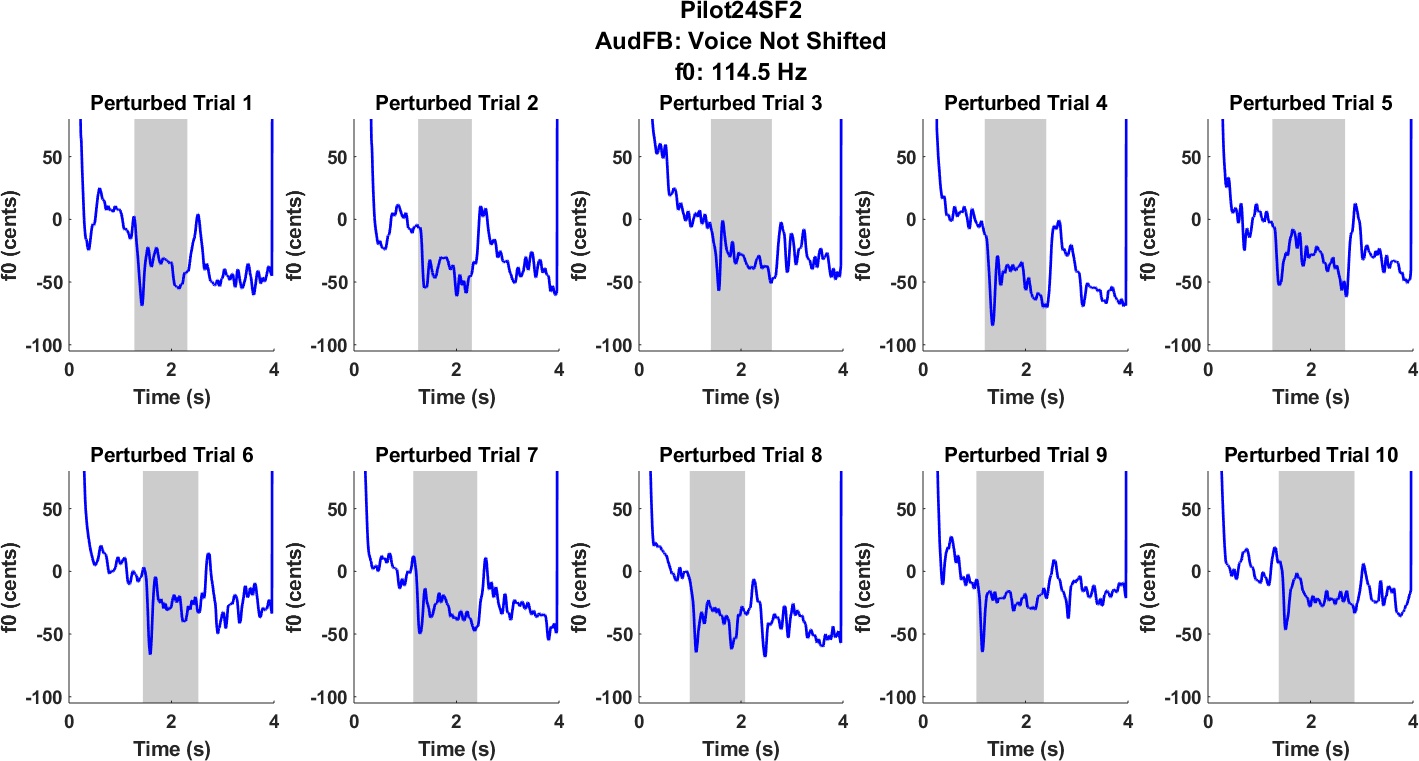 Pilot24SF2
AudFB: Voice Not Shifted
f0: 114.5 Hz
Perturbed Trial 1
f0 (cents)
50
0
-50
-100
0 2 4
Time (s)
Perturbed Trial 2
f0 (cents)
50
0
-50
-100
0 2 4
Time (s)
Perturbed Trial 3
f0 (cents)
50
0
-50
-100
0 2 4
Time (s)
Perturbed Trial 4
f0 (cents)
50
0
-50
-100
0 2 4
Time (s)
Perturbed Trial 5
f0 (cents)
50
0
-50
-100
0 2 4
Time (s)
Perturbed Trial 6
f0 (cents)
50
0
-50
-100
0 2 4
Time (s)
Perturbed Trial 7
f0 (cents)
50
0
-50
-100
0 2 4
Time (s)
Perturbed Trial 8
f0 (cents)
50
0
-50
-100
0 2 4
Time (s)
Perturbed Trial 9
f0 (cents)
50
0
-50
-100
0 2 4
Time (s)
Perturbed Trial 10
f0 (cents)
50
0
-50
-100
0 2 4
Time (s)